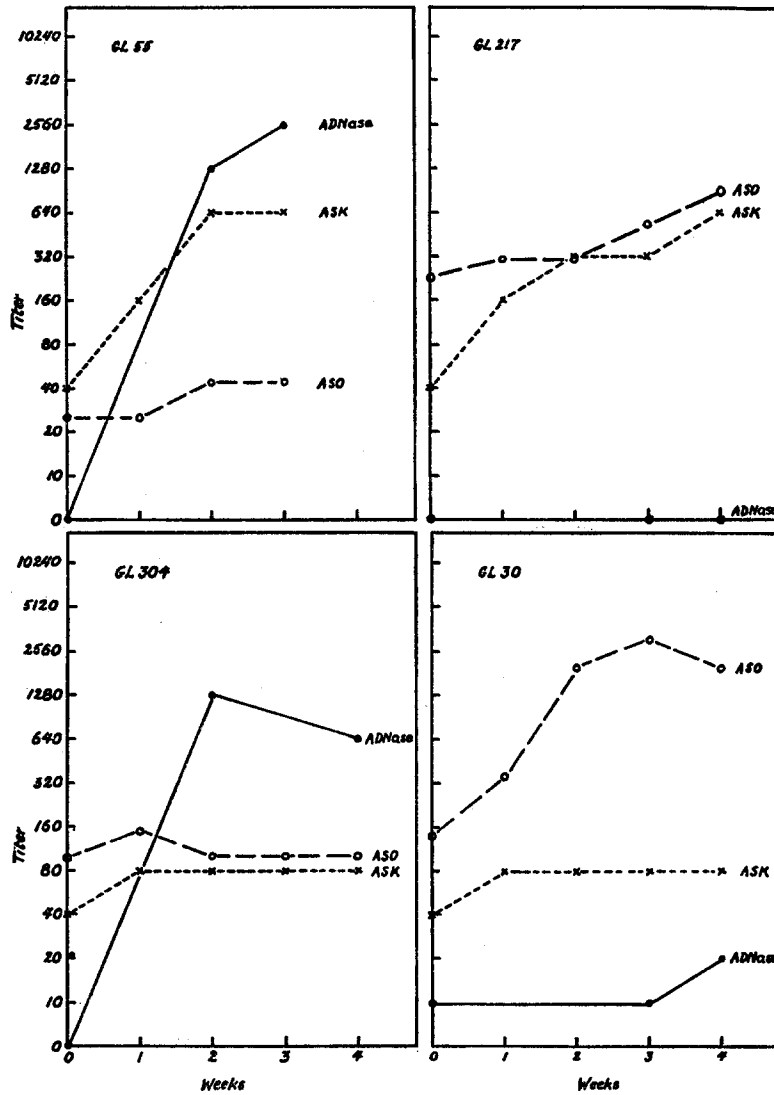 GL 55
10240
5120
2560
1280
640
320
160
80
40
20
10
0
Titer
ADNase
ASK
ASO
GL 217
ASO
ASK
ADNase
GL 304
10240
5120
2560
1280
640
320
160
80
40
20
10
0
Titer
ADNase
ASO
ASK
0 1 2 3 4
Weeks
GL 30
ASO
ASK
ADNase
0 1 2 3 4
Weeks